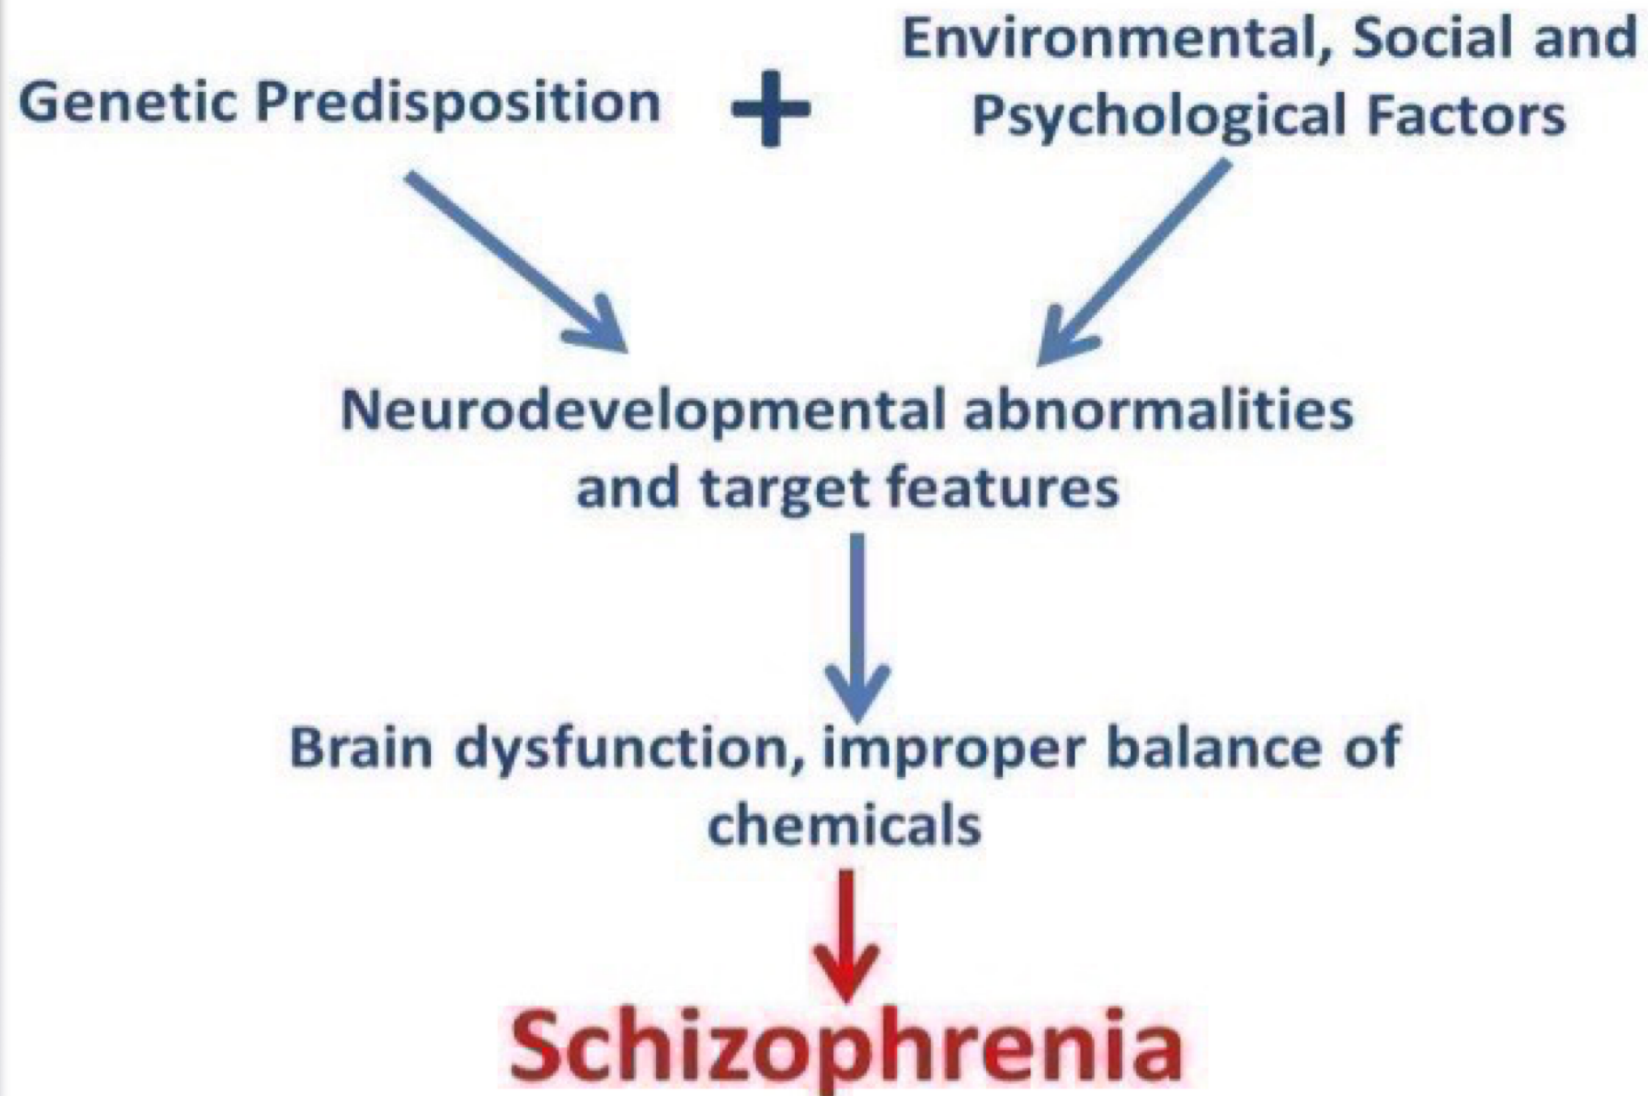 Genetic Predisposition
+
Environmental, Social and
Psychological Factors
Neurodevelopmental abnormalities
and target features
Brain dysfunction, improper balance of
chemicals
Schizophrenia